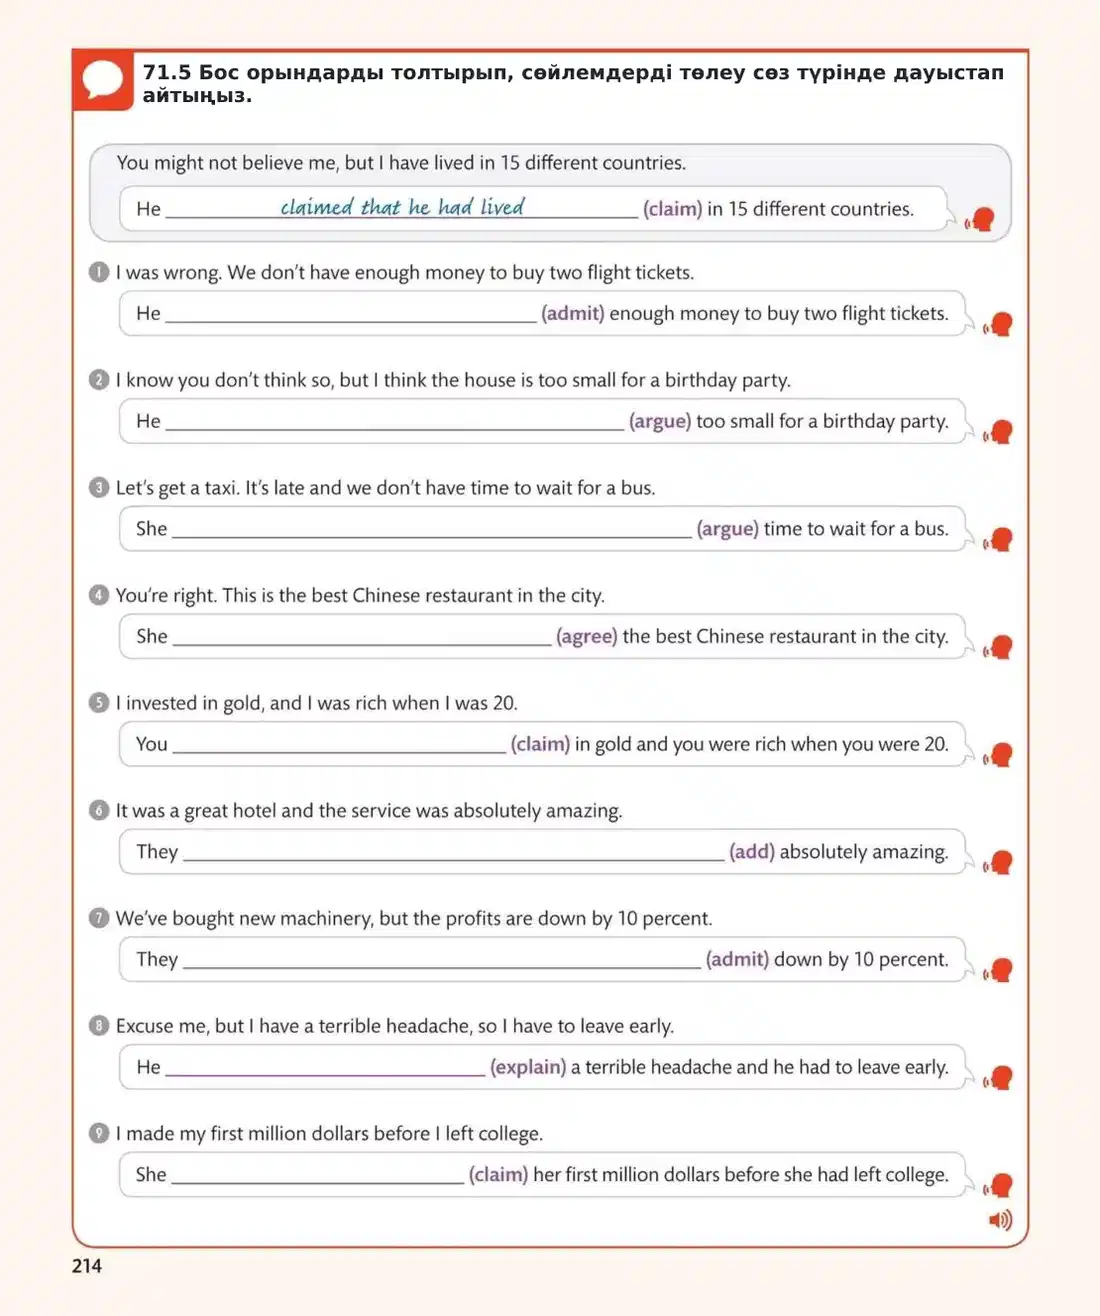 71.5 Бос орындарды толтырып, сөйлемдерді төлеу сөз түрінде дауыстап
айтыңыз.
You might not believe me, but I have lived in 15 different countries.
He claimed that he had lived (claim) in 15 different countries.
1 I was wrong. We don't have enough money to buy two flight tickets.
He ____ (admit) enough money to buy two flight tickets.
2 I know you don't think so, but I think the house is too small for a birthday party.
He ____ (argue) too small for a birthday party.
3 Let's get a taxi. It's late and we don't have time to wait for a bus.
She ____ (argue) time to wait for a bus.
4 You're right. This is the best Chinese restaurant in the city.
She ____ (agree) the best Chinese restaurant in the city.
5 I invested in gold, and I was rich when I was 20.
You ____ (claim) in gold and you were rich when you were 20.
6 It was a great hotel and the service was absolutely amazing.
They ____ (add) absolutely amazing.
7 We've bought new machinery, but the profits are down by 10 percent.
They ____ (admit) down by 10 percent.
8 Excuse me, but I have a terrible headache, so I have to leave early.
He ____ (explain) a terrible headache and he had to leave early.
9 I made my first million dollars before I left college.
She ____ (claim) her first million dollars before she had left college.
214